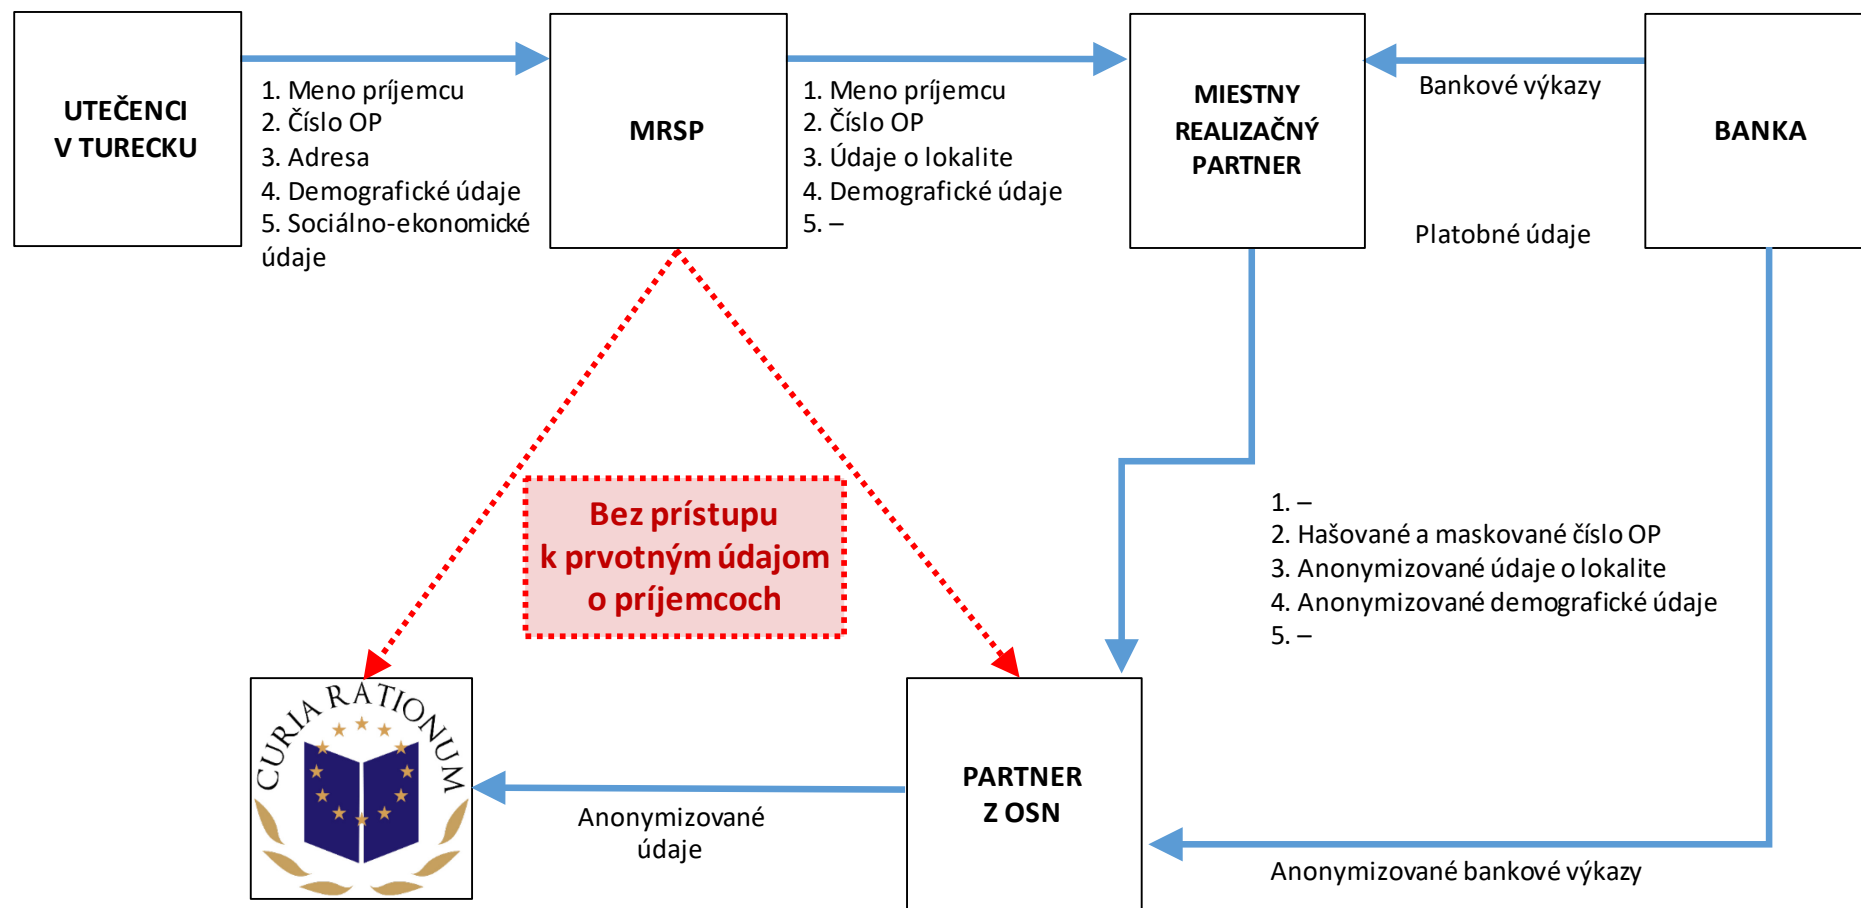 UTEČENCI
V TURECKU
1. Meno príjemcu
2. Číslo OP
3. Adresa
4. Demografické údaje
5. Sociálno-ekonomické
údaje
MRSP
1. Meno príjemcu
2. Číslo OP
3. Údaje o lokalite
4. Demografické údaje
5. –
MIESTNY
REALIZAČNÝ
PARTNER
Bankové výkazy
Platobné údaje
BANKA
Bez prístupu
k prvotným údajom
o príjemcoch
1. –
2. Hašované a maskované číslo OP
3. Anonymizované údaje o lokalite
4. Anonymizované demografické údaje
5. –
CURIA RATIONUM
Anonymizované
údaje
PARTNER
Z OSN
Anonymizované bankové výkazy